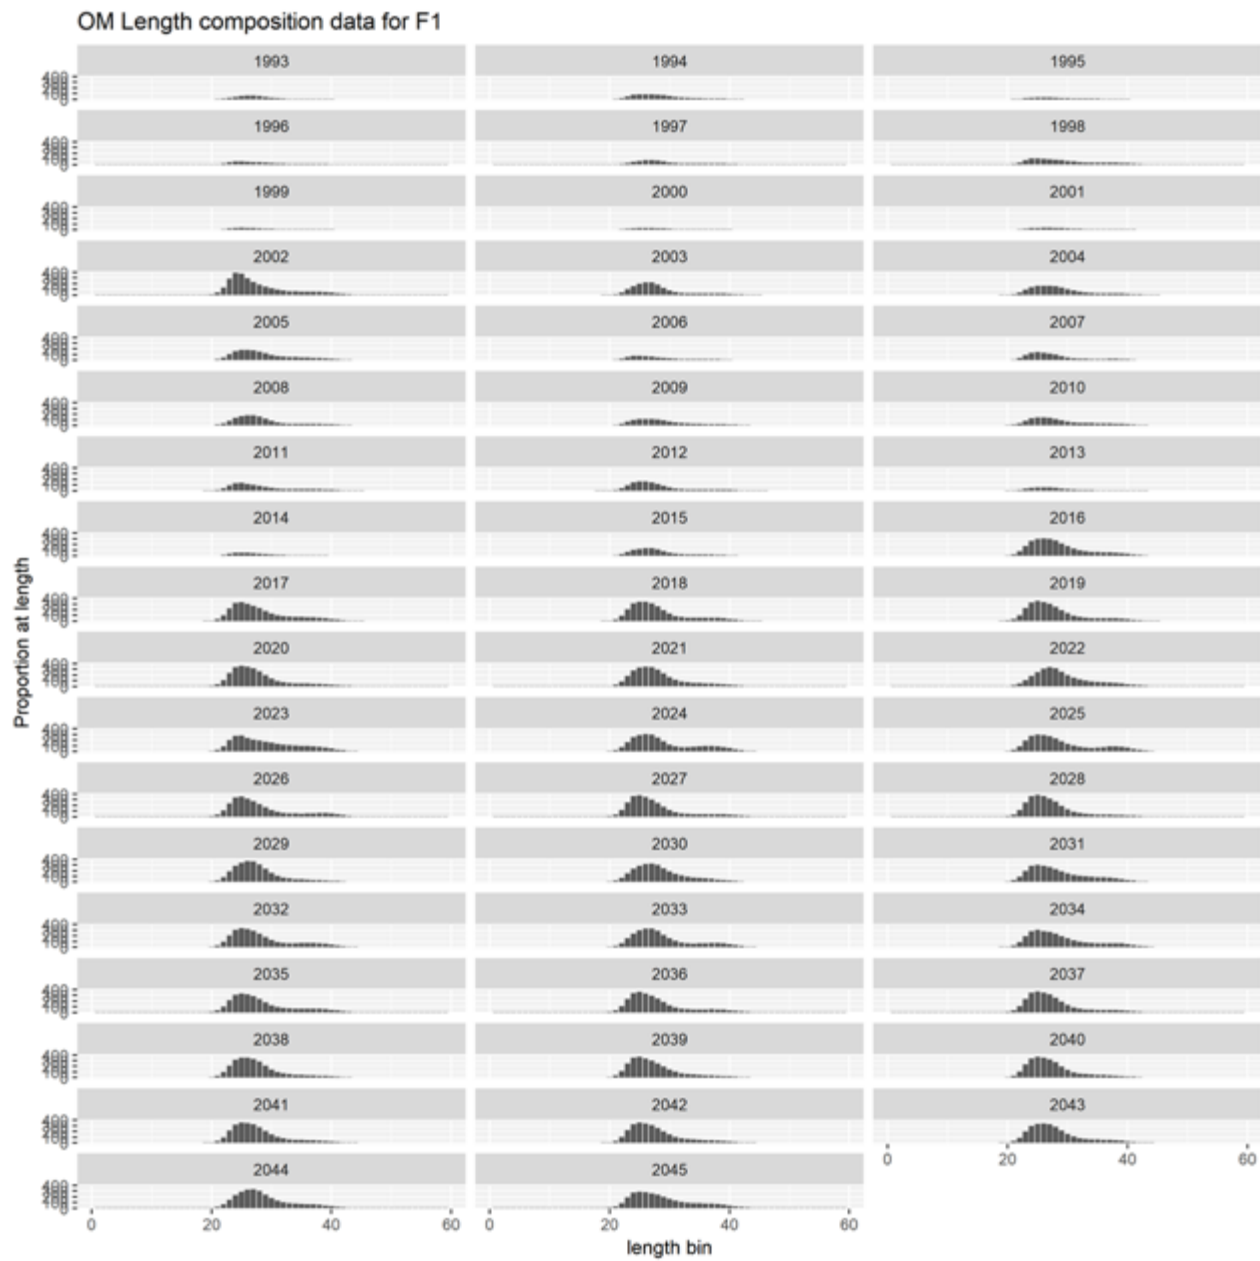 OM Length composition data for F1
1993 1994 1995
1996 1997 1998
1999 2000 2001
2002 2003 2004
2005 2006 2007
2008 2009 2010
2011 2012 2013
2014 2015 2016
2017 2018 2019
2020 2021 2022
2023 2024 2025
2026 2027 2028
2029 2030 2031
2032 2033 2034
2035 2036 2037
2038 2039 2040
2041 2042 2043
0 20 40 60
2044 2045
0 20 40 60 0 20 40 60
length bin
Proportion at length